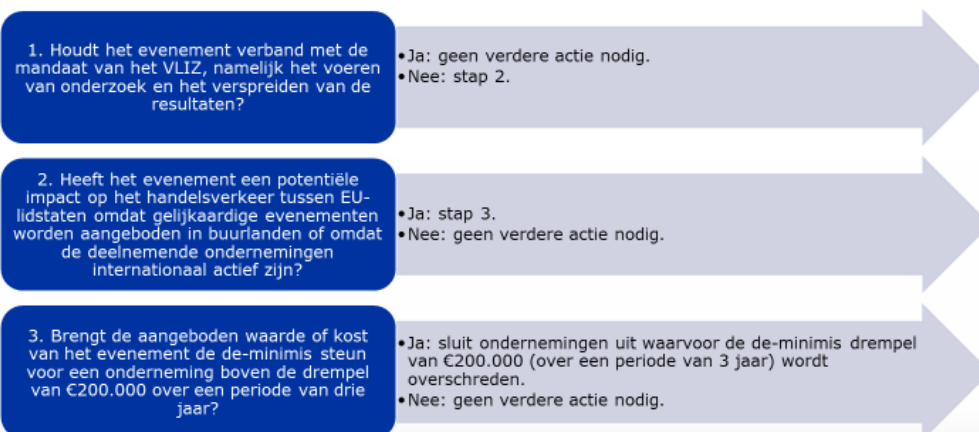 1. Houdt het evenement verband met de
mandaat van het VLIZ, namelijk het voeren
van onderzoek en het verspreiden van de
resultaten?
•Ja: geen verdere actie nodig.
•Nee: stap 2.
2. Heeft het evenement een potentiële
impact op het handelsverkeer tussen EU-
lidstaten omdat gelijkaardige evenementen
worden aangeboden in buurlanden of omdat
de deelnemende ondernemingen
internationaal actief zijn?
•Ja: stap 3.
•Nee: geen verdere actie nodig.
3. Brengt de aangeboden waarde of kost
van het evenement de de-minimis steun
voor een onderneming boven de drempel
van €200.000 over een periode van drie
jaar?
•Ja: sluit ondernemingen uit waarvoor de de-minimis drempel
van €200.000 (over een periode van 3 jaar) wordt
overschreden.
•Nee: geen verdere actie nodig.